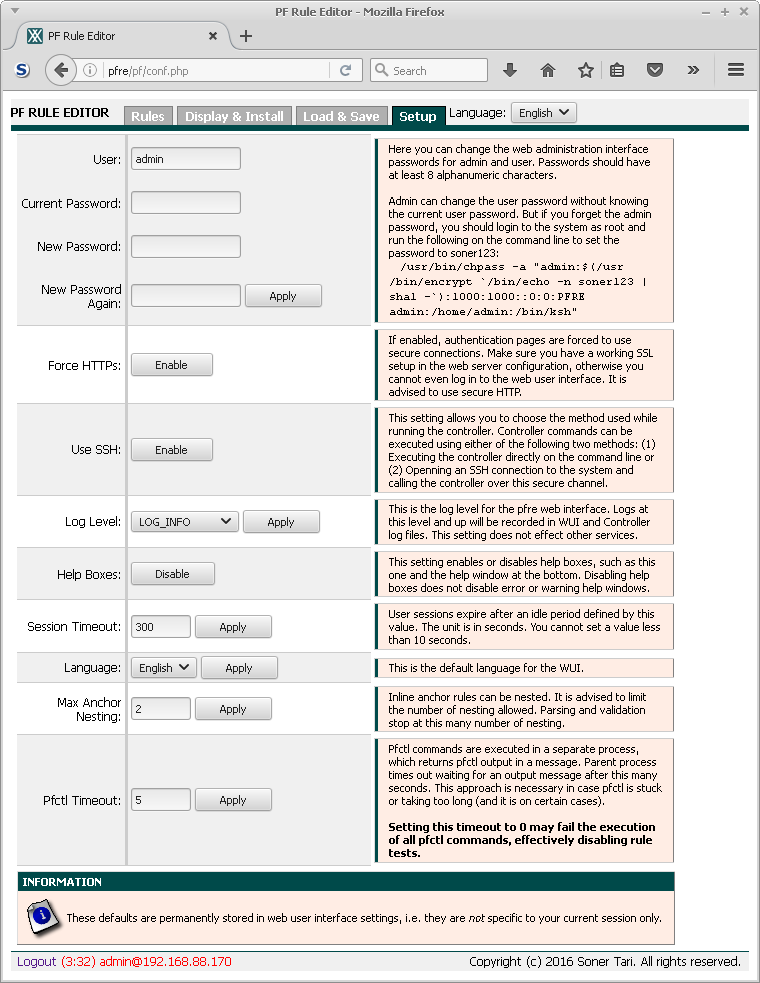 PF Rule Editor - Mozilla Firefox
PF Rule Editor
pfre/pf/conf.php
Search
PF RULE EDITOR
Rules
Display & Install
Load & Save
Setup
Language:
English
User:
admin
Here you can change the web administration interface
passwords for admin and user. Passwords should have
at least 8 alphanumeric characters.
Admin can change the user password without knowing
the current user password. But if you forget the admin
password, you should login to the system as root and
run the following on the command line to set the
password to soner123:
/usr/bin/chpass -a "admin:$(/usr
/bin/encrypt `/bin/echo -n soner123 |
sha1 -`):1000:1000::0:0:PFRE
admin:/home/admin:/bin/ksh"
Current Password:
New Password:
New Password
Again:
Apply
Force HTTPs:
Enable
If enabled, authentication pages are forced to use
secure connections. Make sure you have a working SSL
setup in the web server configuration, otherwise you
cannot even log in to the web user interface. It is
advised to use secure HTTP.
Use SSH:
Enable
This setting allows you to choose the method used while
running the controller. Controller commands can be
executed using either of the following two methods: (1)
Executing the controller directly on the command line or
(2) Openning an SSH connection to the system and
calling the controller over this secure channel.
Log Level:
LOG_INFO
Apply
This is the log level for the pfre web interface. Logs at
this level and up will be recorded in WUI and Controller
log files. This setting does not effect other services.
Help Boxes:
Disable
This setting enables or disables help boxes, such as this
one and the help window at the bottom. Disabling help
boxes does not disable error or warning help windows.
Session Timeout:
300
Apply
User sessions expire after an idle period defined by this
value. The unit is in seconds. You cannot set a value less
than 10 seconds.
Language:
English
Apply
This is the default language for the WUI.
Max Anchor
Nesting:
2
Apply
Inline anchor rules can be nested. It is advised to limit
the number of nesting allowed. Parsing and validation
stop at this many number of nesting.
Pfctl Timeout:
5
Apply
Pfctl commands are executed in a separate process,
which returns pfctl output in a message. Parent process
times out waiting for an output message after this many
seconds. This approach is necessary in case pfctl is stuck
or taking too long (and it is on certain cases).
Setting this timeout to 0 may fail the execution
of all pfctl commands, effectively disabling rule
tests.
INFORMATION
These defaults are permanently stored in web user interface settings, i.e. they are not specific to your current session only.
Logout (3:32) admin@192.168.88.170
Copyright (c) 2016 Soner Tari. All rights reserved.